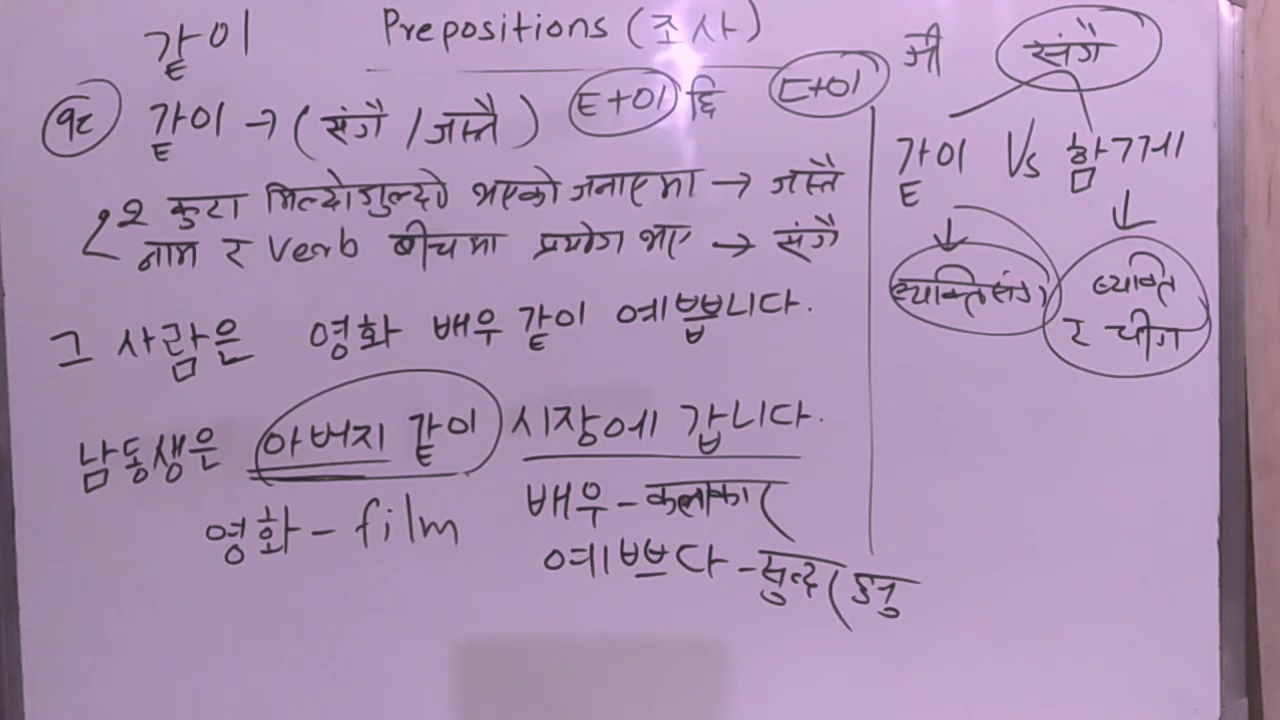 같이 Prepositions (조사)
१८ 같이 → (संगै / जस्तै) ㅌ+이 छि ㅌ+이
२ कुटा मिल्दोजुल्दो भएको जनाएमा → जस्तै
नाम र verb बीचमा प्रयोग भए → संगै
그 사람은 영화 배우 같이 예쁩니다.
남동생은 아버지 같이 시장에 갑니다.
영화 - film 배우 - कलाकार
예쁘다 - सुन्दर हुनु
नी संगै
같이 Vs 함께
व्यक्ति संग व्यक्ति
र चीज